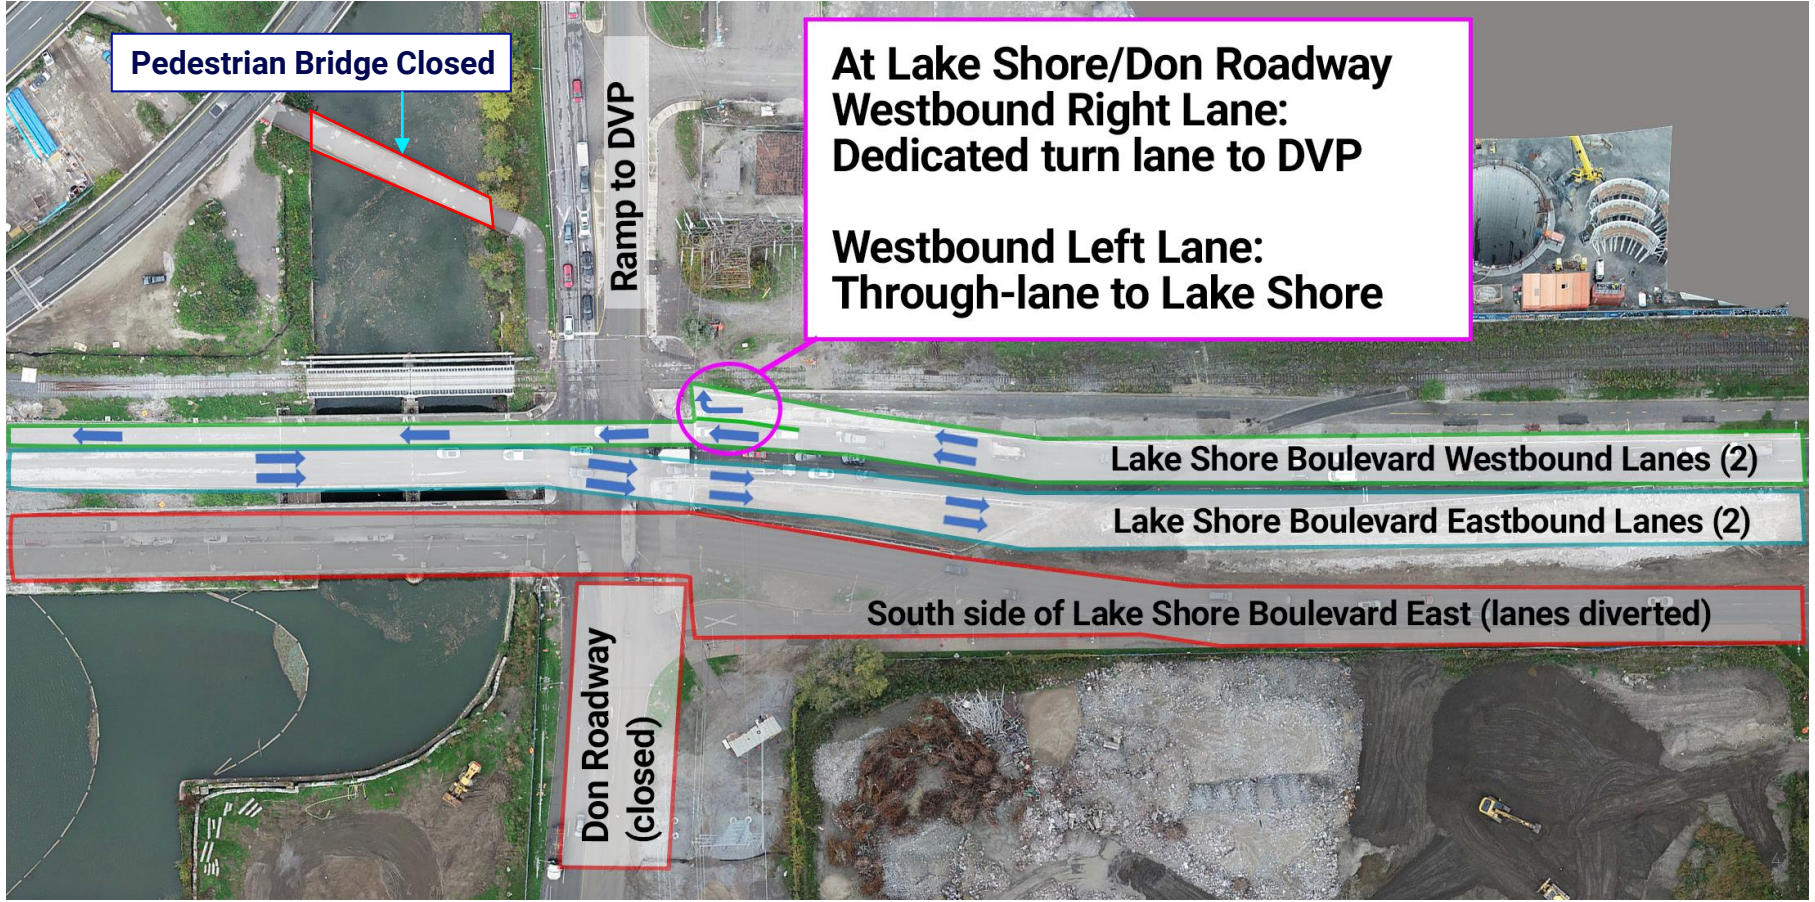 Pedestrian Bridge Closed
Ramp to DVP
At Lake Shore/Don Roadway
Westbound Right Lane:
Dedicated turn lane to DVP
Westbound Left Lane:
Through-lane to Lake Shore
Lake Shore Boulevard Westbound Lanes (2)
Lake Shore Boulevard Eastbound Lanes (2)
South side of Lake Shore Boulevard East (lanes diverted)
Don Roadway
(closed)